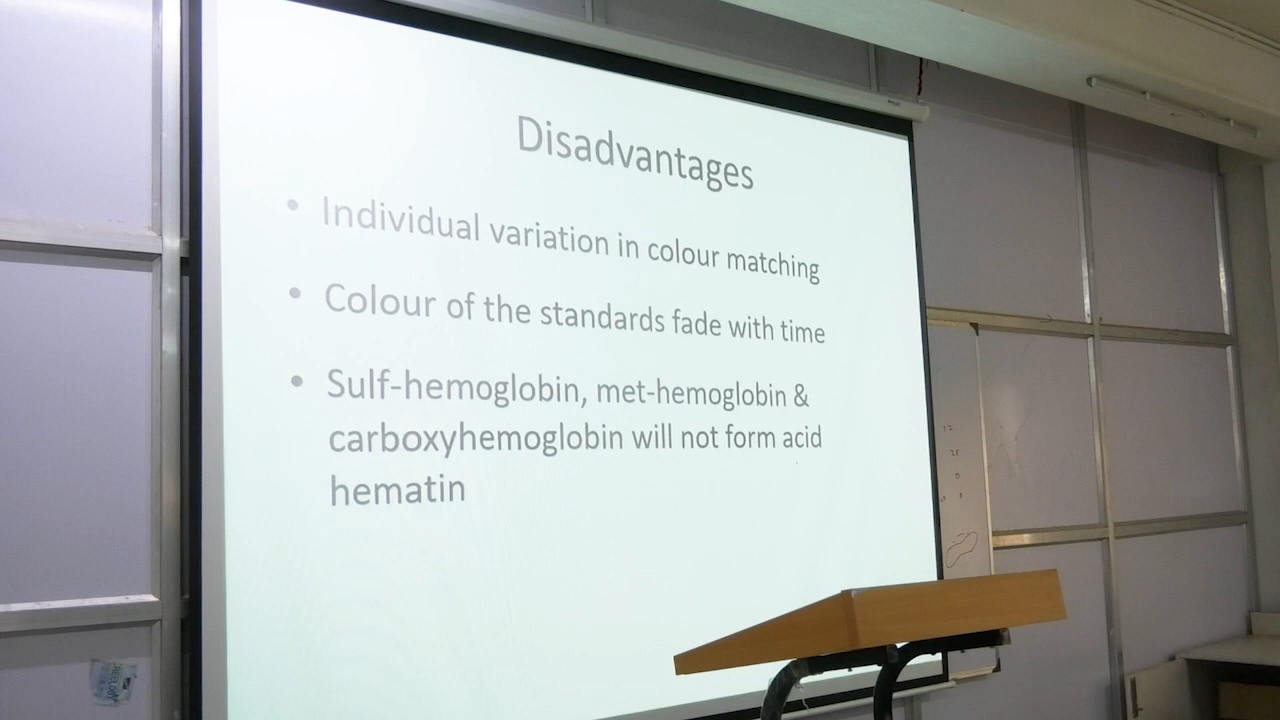 Disadvantages
• Individual variation in colour matching
• Colour of the standards fade with time
• Sulf-hemoglobin, met-hemoglobin &
carboxyhemoglobin will not form acid
hematin